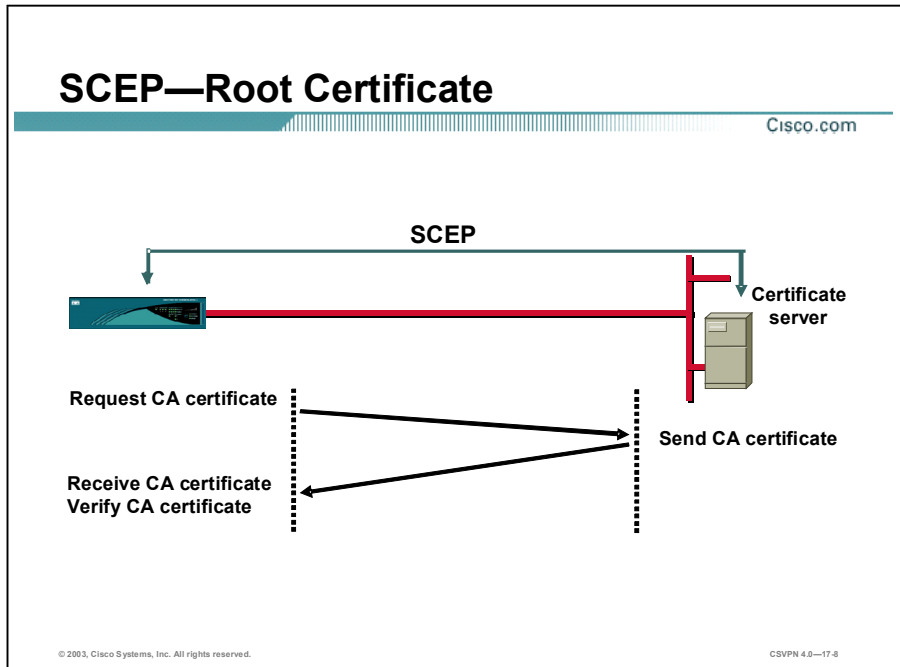 SCEP—Root Certificate
Cisco.com
SCEP
Certificate
server
Request CA certificate
Send CA certificate
Receive CA certificate
Verify CA certificate
© 2003, Cisco Systems, Inc. All rights reserved.
CSVPN 4.0—17-8